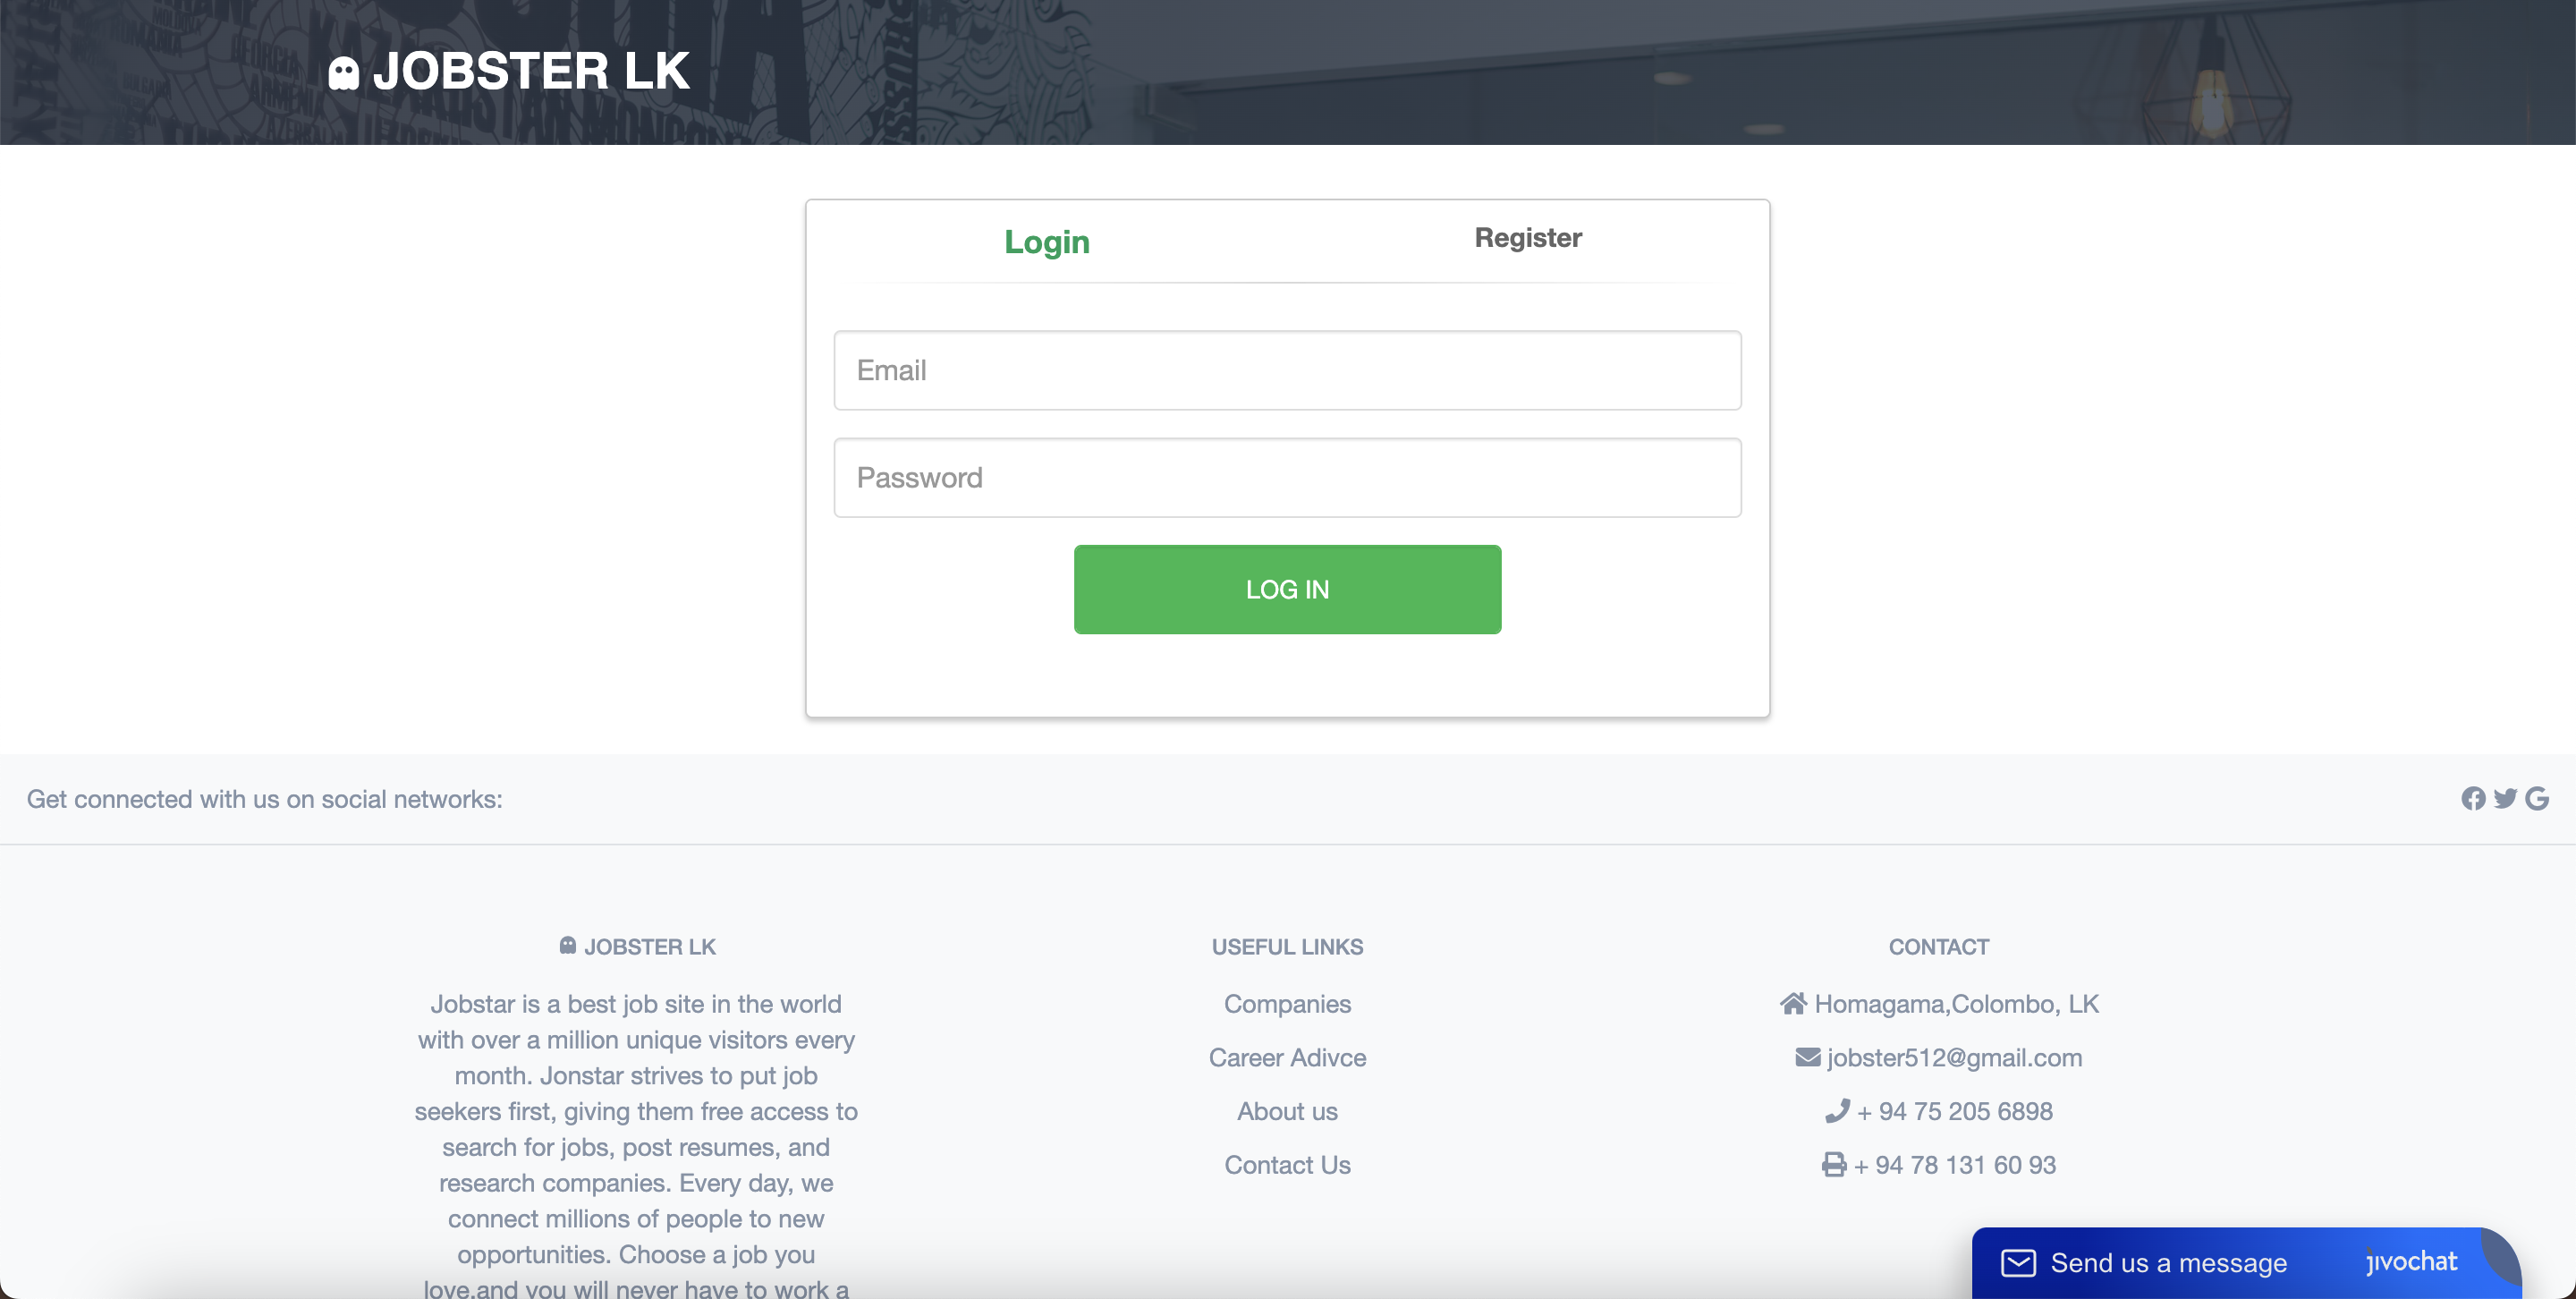 JOBSTER LK
Login
Register
Email
Password
LOG IN
Get connected with us on social networks:
JOBSTER LK
Jobstar is a best job site in the world
with over a million unique visitors every
month. Jonstar strives to put job
seekers first, giving them free access to
search for jobs, post resumes, and
research companies. Every day, we
connect millions of people to new
opportunities. Choose a job you
love,and you will never have to work a
USEFUL LINKS
Companies
Career Adivce
About us
Contact Us
CONTACT
Homagama,Colombo, LK
jobster512@gmail.com
+ 94 75 205 6898
+ 94 78 131 60 93
Send us a message
jivochat